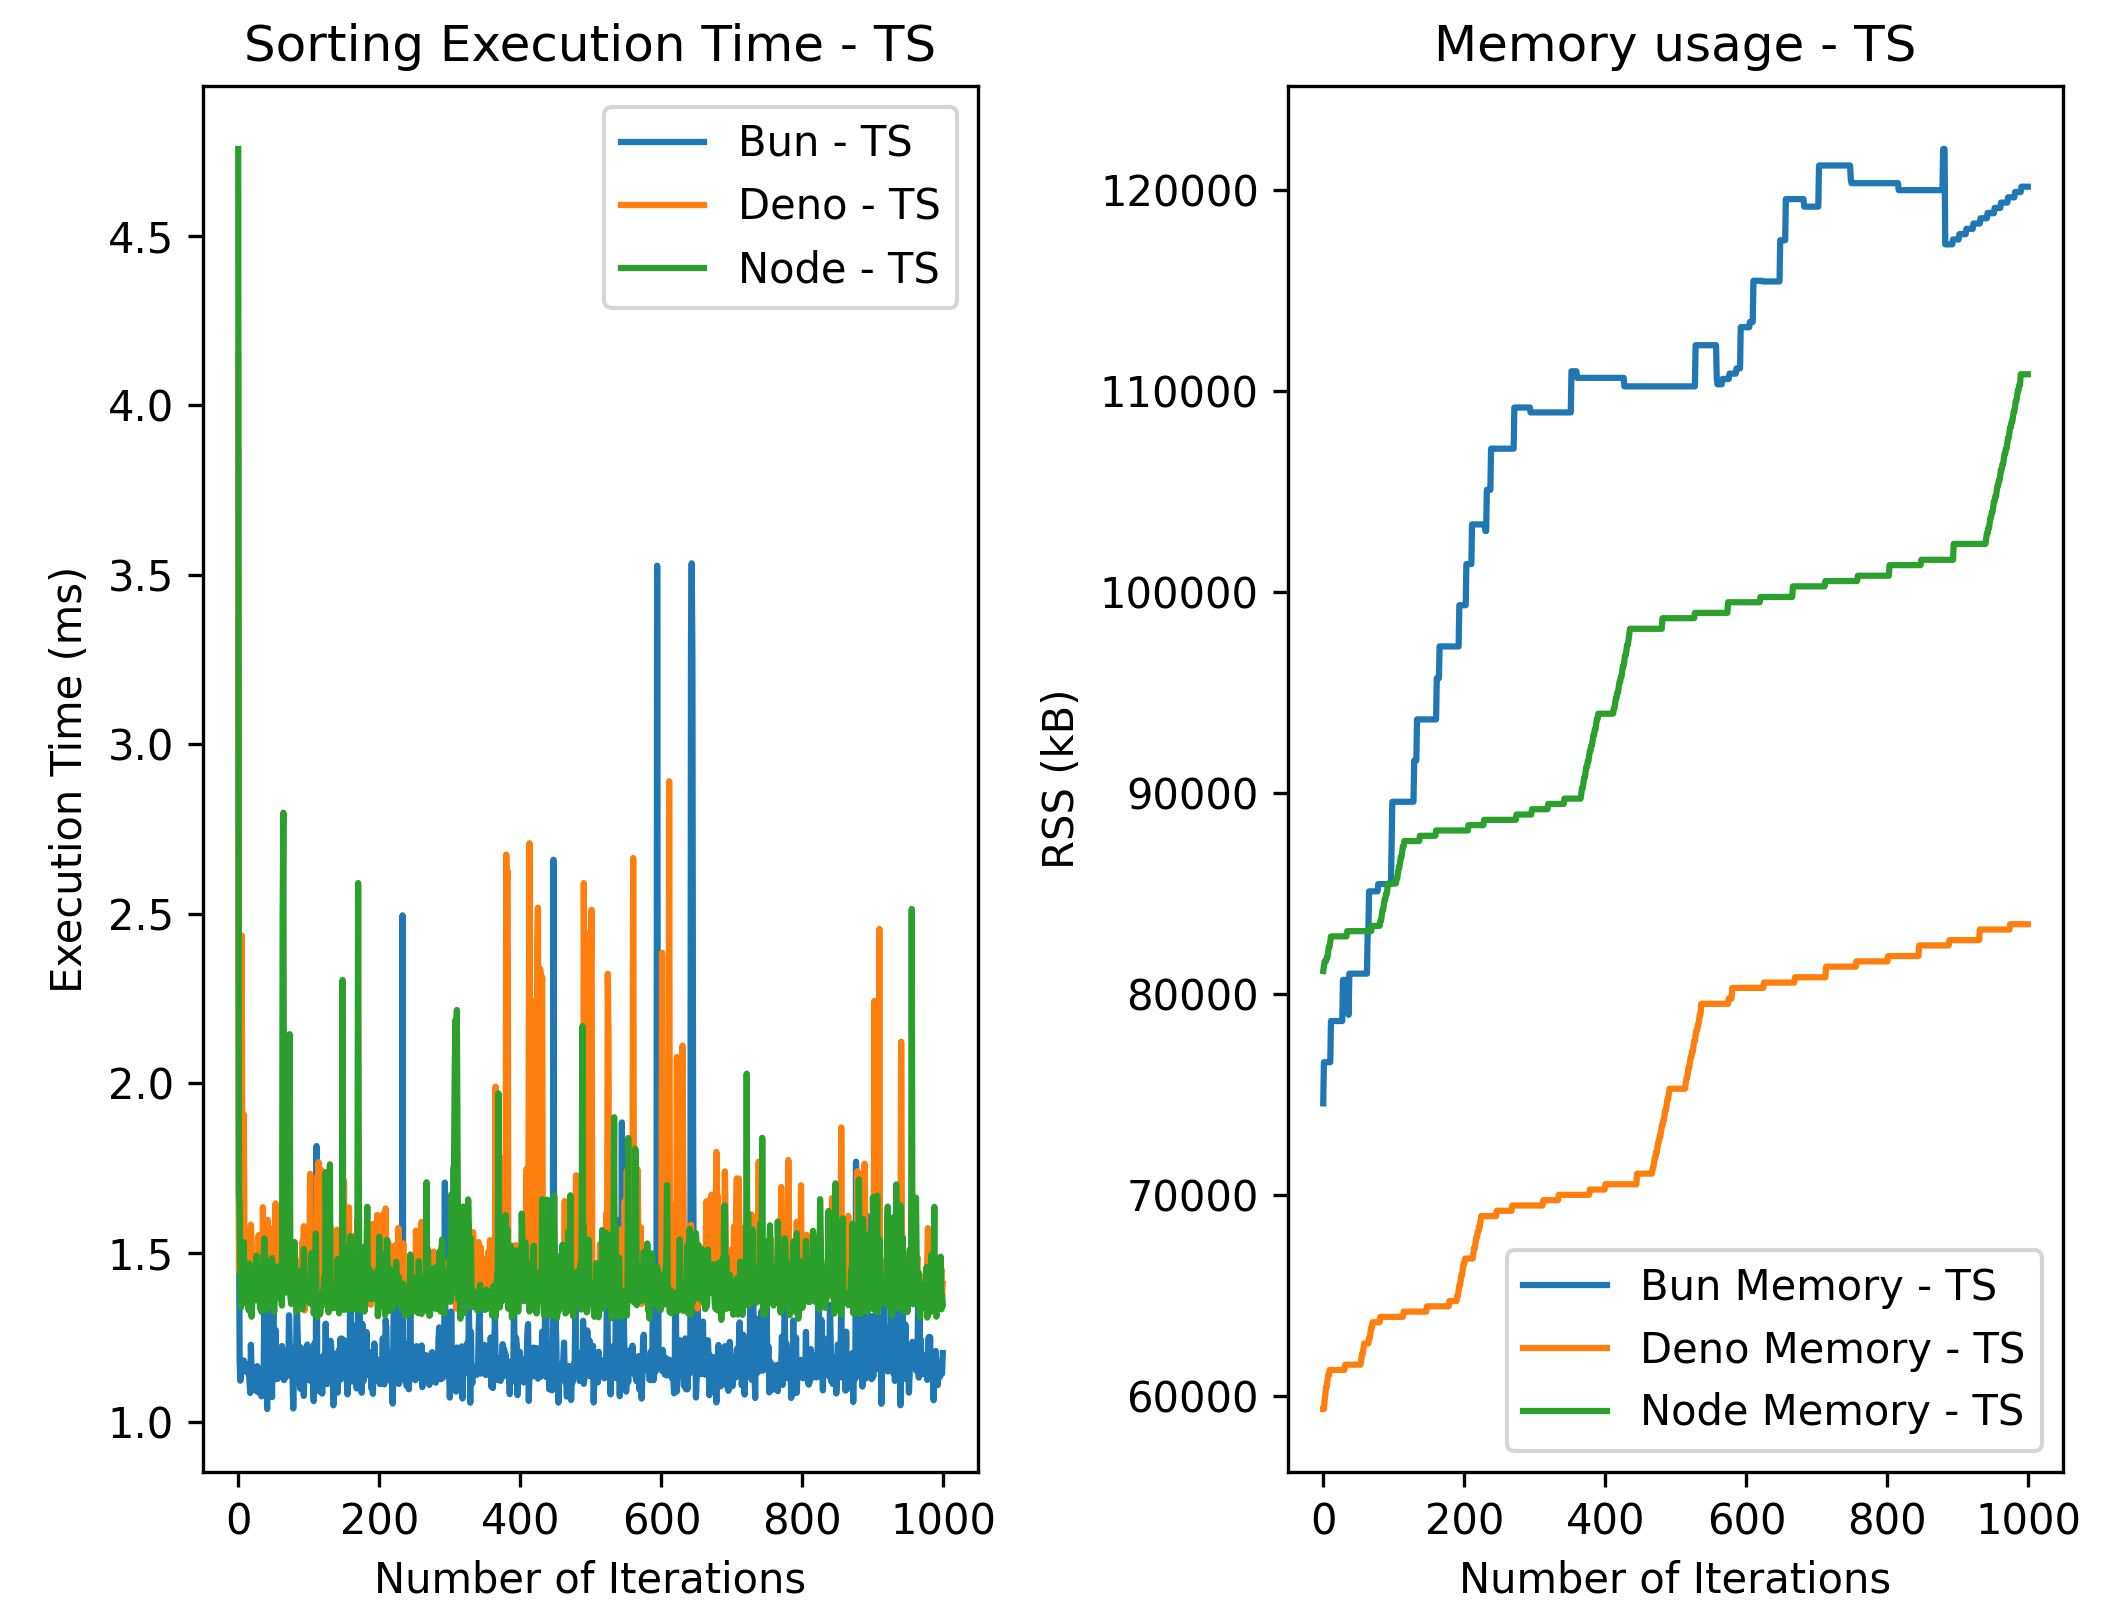 Sorting Execution Time - TS
Execution Time (ms)
4.5
4.0
3.5
3.0
2.5
2.0
1.5
1.0
Bun - TS
Deno - TS
Node - TS
0 200 400 600 800 1000
Number of Iterations
Memory usage - TS
RSS (kB)
120000
110000
100000
90000
80000
70000
60000
Bun Memory - TS
Deno Memory - TS
Node Memory - TS
0 200 400 600 800 1000
Number of Iterations